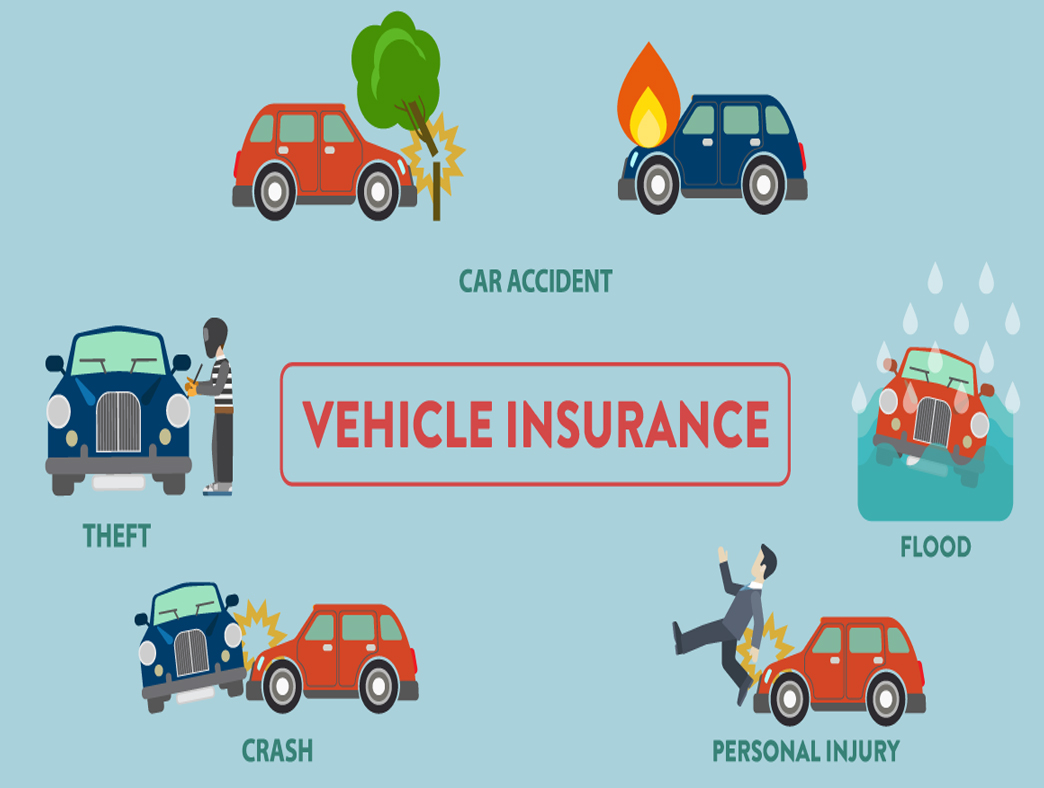 CAR ACCIDENT
VEHICLE INSURANCE
THEFT
FLOOD
CRASH
PERSONAL INJURY